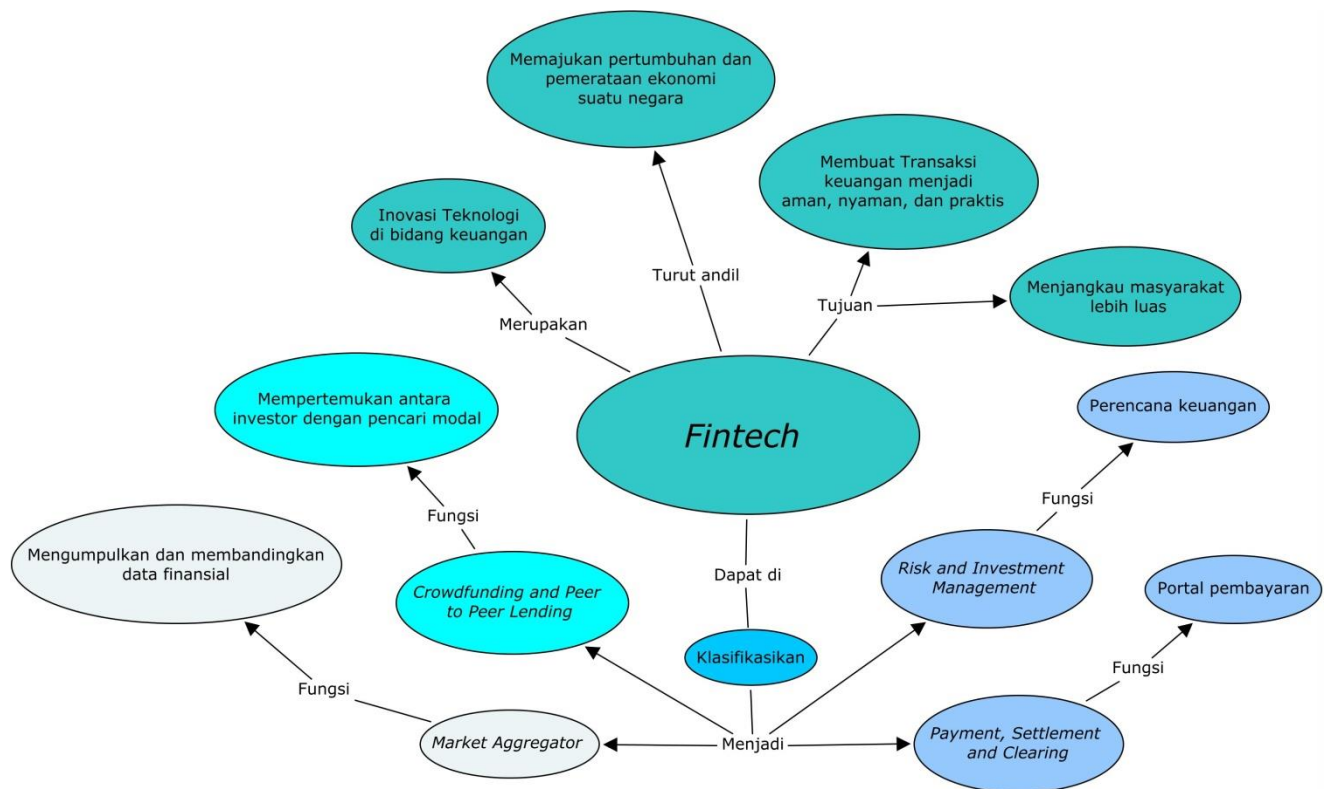 Memajukan pertumbuhan dan
pemerataan ekonomi
suatu negara
Membuat Transaksi
keuangan menjadi
aman, nyaman, dan praktis
Inovasi Teknologi
di bidang keuangan
Turut andil
Menjangkau masyarakat
lebih luas
Tujuan
Merupakan
Mempertemukan antara
investor dengan pencari modal
Perencana keuangan
Fintech
Fungsi
Fungsi
Mengumpulkan dan membandingkan
data finansial
Dapat di
Risk and Investment
Management
Crowdfunding and Peer
to Peer Lending
Portal pembayaran
Klasifikasikan
Fungsi
Fungsi
Market Aggregator
Menjadi
Payment, Settlement
and Clearing